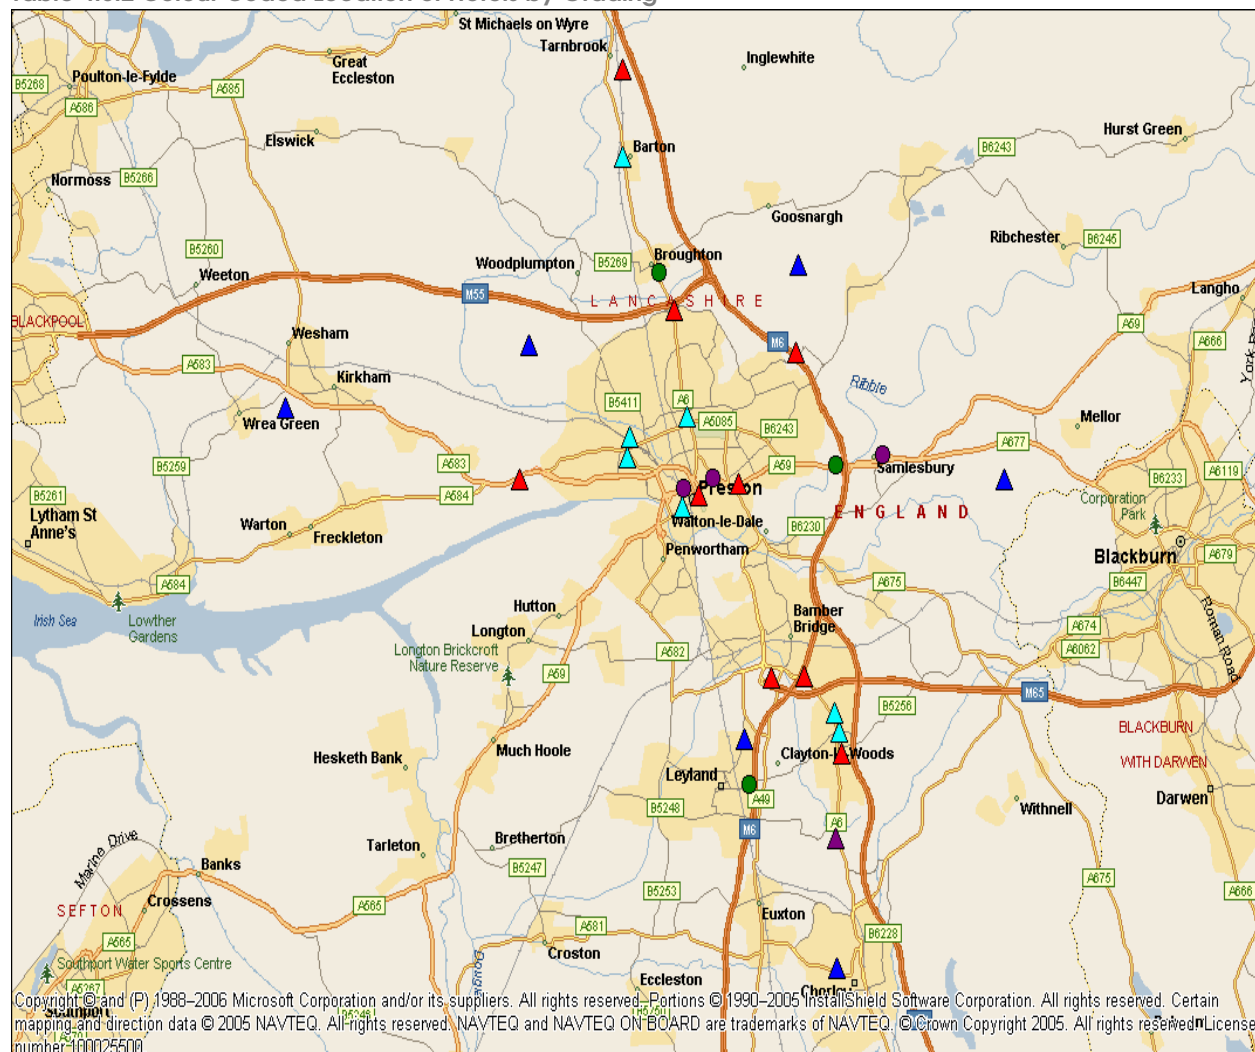 St Michaels on Wyre
Tarnbrook
Inglewhite
Great
Eccleston
B5268
Poulton-le-Fylde
A585
A586
Elswick
Barton
Hurst Green
B6243
Normoss
B5266
Goosnargh
Ribchester
B6245
B5260
Woodplumpton
B5269
Broughton
Weeton
Langho
M55
LANCASHIRE
BLACKPOOL
A59
Wesham
M6
A666
A583
Kirkham
Ribble
York
B5411
A6
A5085
Wrea Green
B6243
Mellor
A677
B5259
A583
A59
Samlesbury
A6119
B6233
B5261
A584
Preston
Corporation
Park
Lytham St
Anne's
Warton
Walton-le-Dale
B6230
ENGLAND
Freckleton
Penwortham
Blackburn
A679
A584
A675
B6447
Irish Sea
Lowther
Gardens
Hutton
Bamber
Bridge
Longton
A674
Roman Road
Longton Brickcroft
Nature Reserve
A582
A6062
A59
M65
B5256
BLACKBURN
Much Hoole
Hesketh Bank
Clayton-le-Woods
WITH DARWEN
Leyland
Darwen
B5248
A49
Withnell
M6
A6
Marine Drive
Tarleton
Bretherton
Banks
B5247
A675
B5253
A666
Crossens
A565
SEFTON
Euxton
A581
B6228
A565
Croston
Southport Water Sports Centre
Eccleston
A5267
Chorley
Copyright © and (P) 1988–2006 Microsoft Corporation and/or its suppliers. All rights reserved. Portions © 1990–2005 InstallShield Software Corporation. All rights reserved. Certain
mapping and direction data © 2005 NAVTEQ. All rights reserved. NAVTEQ and NAVTEQ ON BOARD are trademarks of NAVTEQ. © Crown Copyright 2005. All rights reserved. License
number 100025500